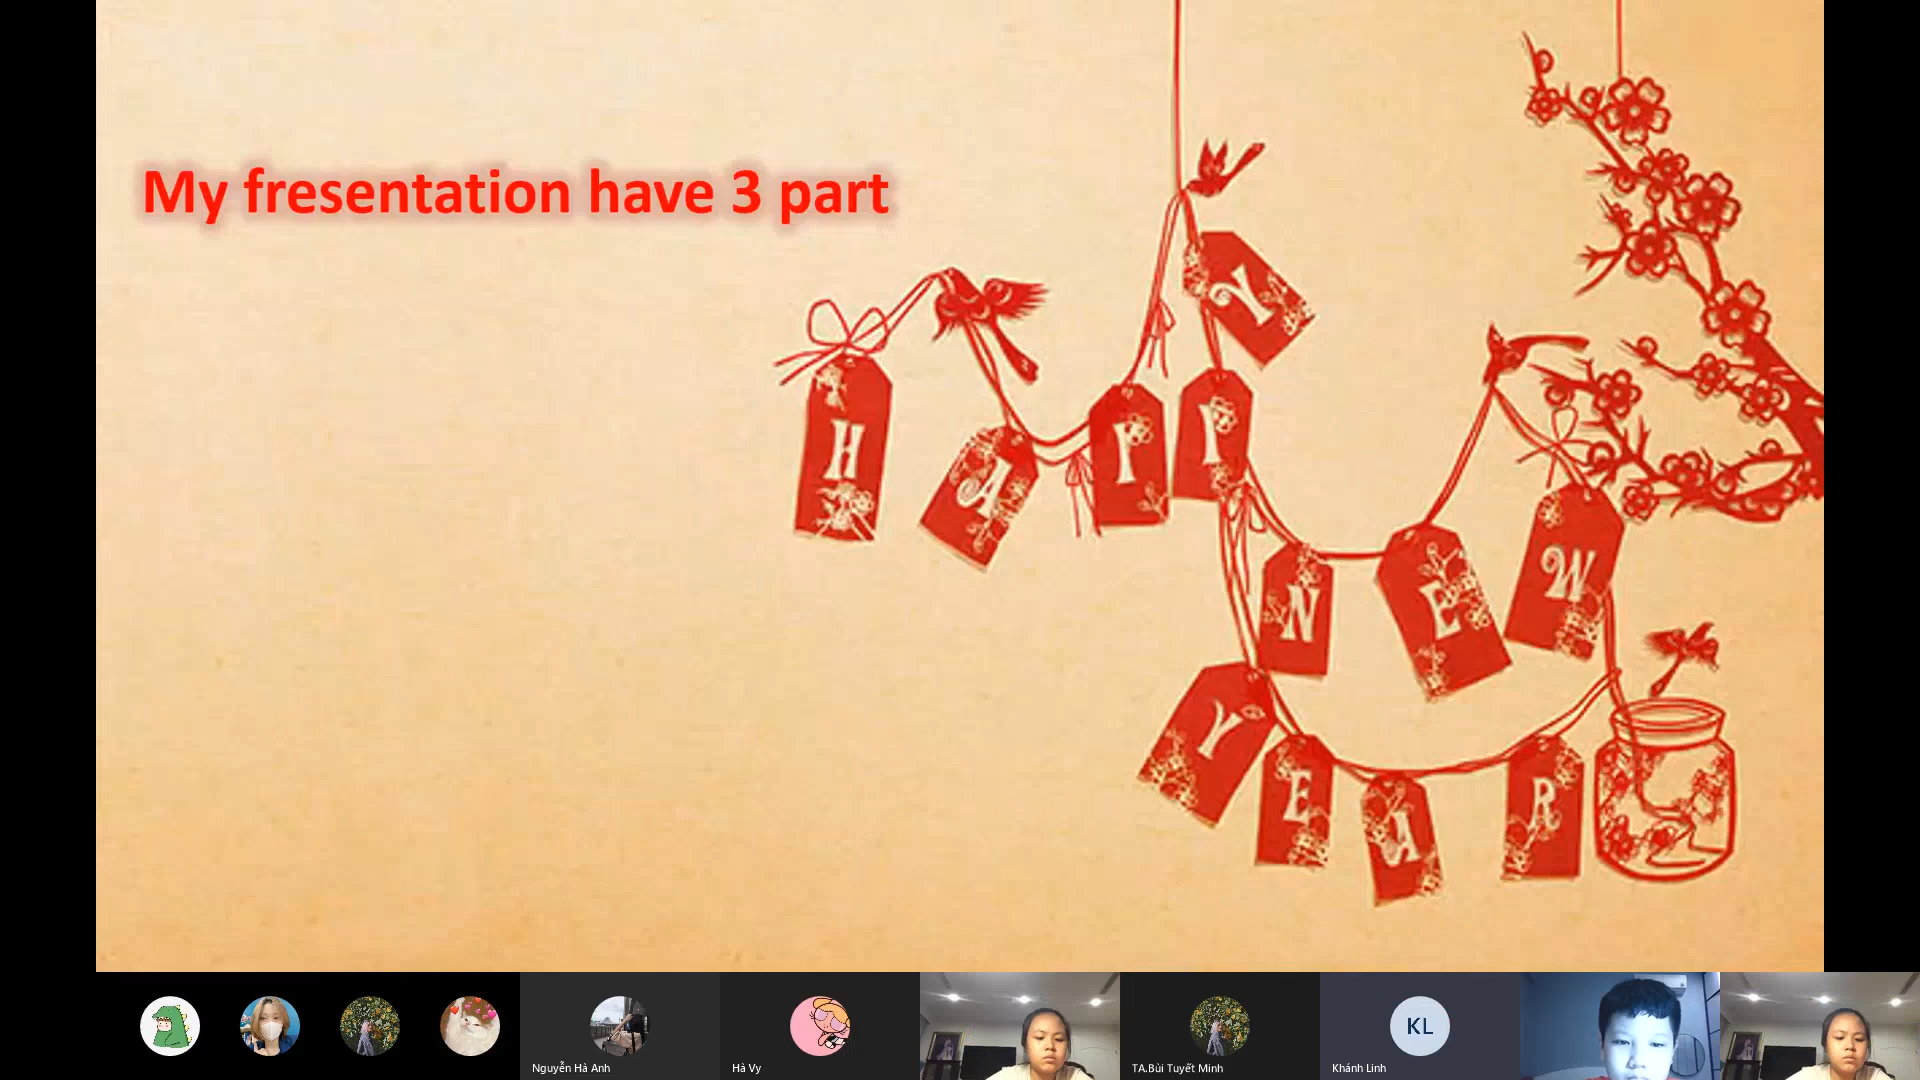 My fresentation have 3 part
HAPPY
NEW
YEAR
Nguyễn Hà Anh
Hà Vy
TA.Bùi Tuyết Minh
KL
Khánh Linh